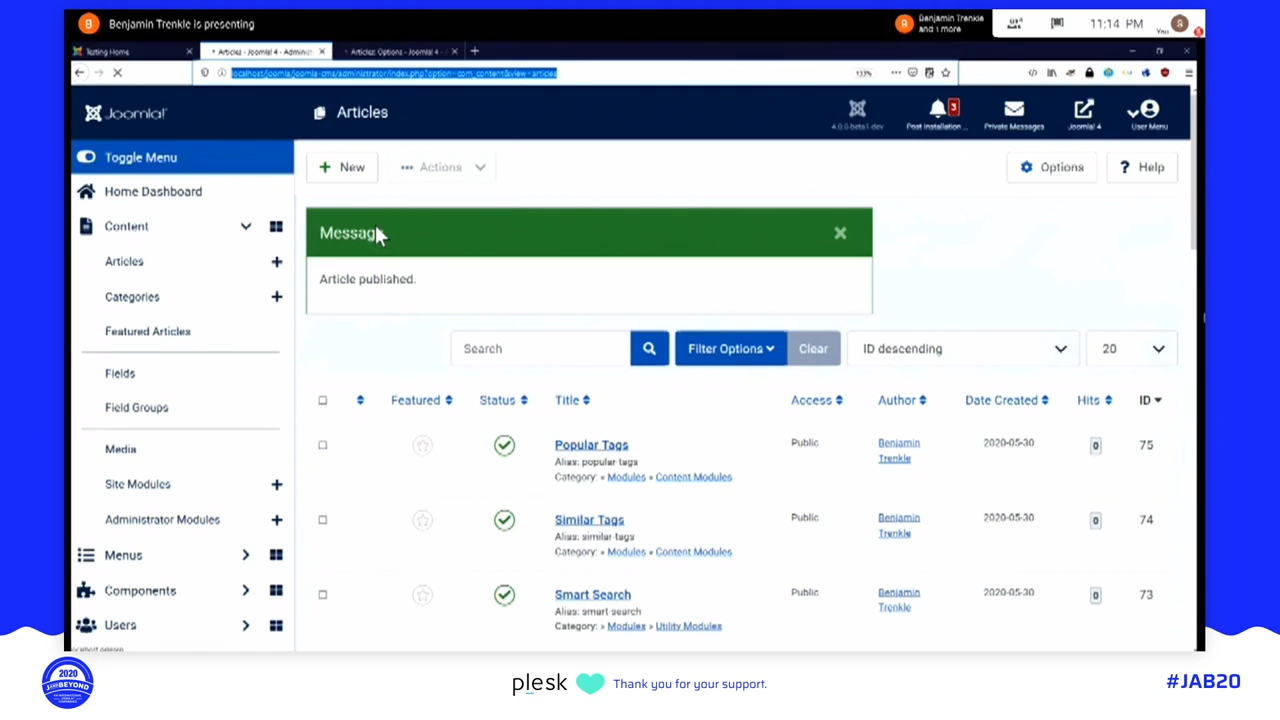 B Benjamin Trenkle is presenting
B Benjamin Trenkle and 1 more
11:14 PM
You
S
Testing Home
Articles - Joomla! 4 - Administ
Articles: Options - Joomla! 4 -
localhost/joomla/joomla-cms/administrator/index.php?option=com_content&view=articles
133%
Joomla!
Articles
4.0.0-beta1-dev
3
Post Installation ...
Private Messages
Joomla! 4
User Menu
Toggle Menu
Home Dashboard
Content
Articles
Categories
Featured Articles
Fields
Field Groups
Media
Site Modules
Administrator Modules
Menus
Components
Users
New
Actions
Options
? Help
Message
Article published.
Search
Filter Options
Clear
ID descending
20
Featured Status Title Access Author Date Created Hits ID
Popular Tags Public Benjamin Trenkle 2020-05-30 0 75
Alias: popular-tags
Category: » Modules » Content Modules
Similar Tags Public Benjamin Trenkle 2020-05-30 0 74
Alias: similar-tags
Category: » Modules » Content Modules
Smart Search Public Benjamin Trenkle 2020-05-30 0 73
Alias: smart-search
Category: » Modules » Utility Modules
2020
plesk
Thank you for your support.
#JAB20